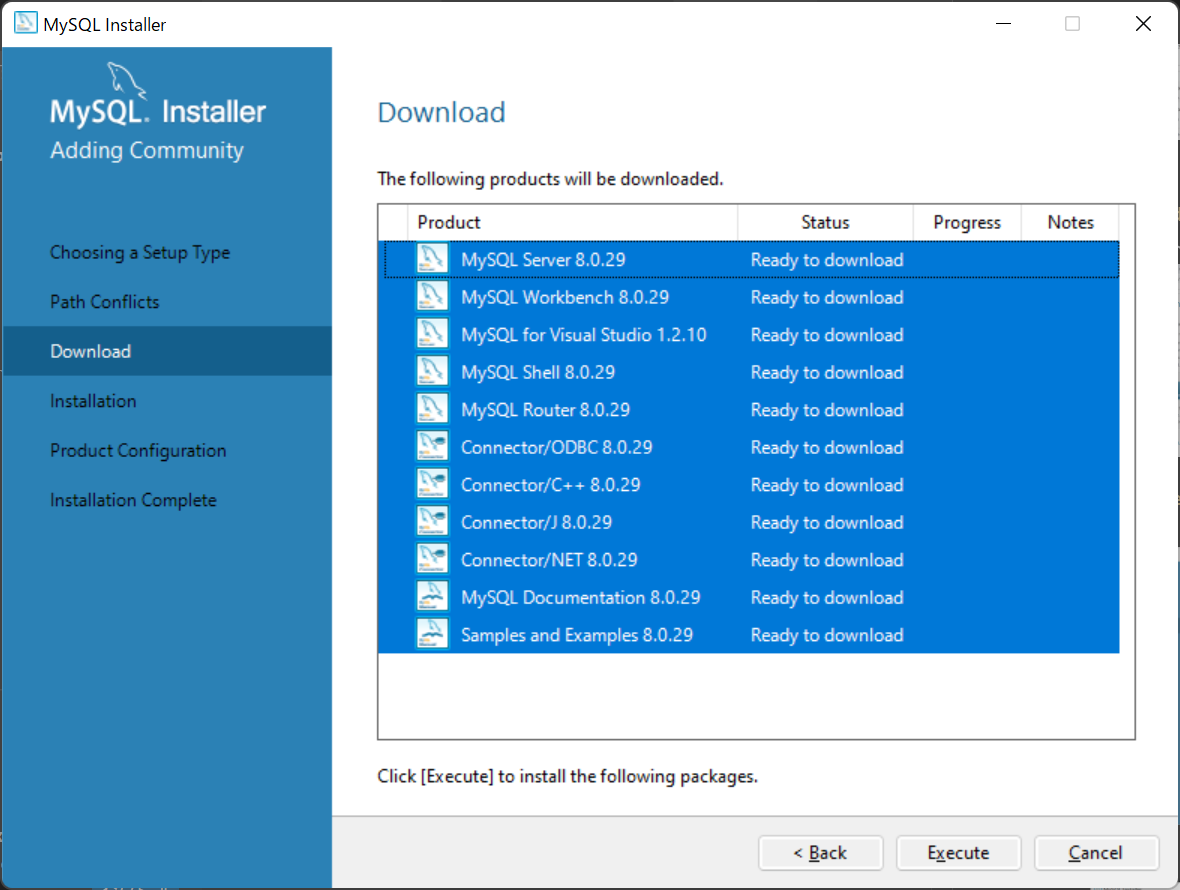 MySQL Installer
MySQL. Installer
Adding Community
Choosing a Setup Type
Path Conflicts
Download
Installation
Product Configuration
Installation Complete
Download
The following products will be downloaded.
Product Status Progress Notes
MySQL Server 8.0.29 Ready to download
MySQL Workbench 8.0.29 Ready to download
MySQL for Visual Studio 1.2.10 Ready to download
MySQL Shell 8.0.29 Ready to download
MySQL Router 8.0.29 Ready to download
Connector/ODBC 8.0.29 Ready to download
Connector/C++ 8.0.29 Ready to download
Connector/J 8.0.29 Ready to download
Connector/NET 8.0.29 Ready to download
MySQL Documentation 8.0.29 Ready to download
Samples and Examples 8.0.29 Ready to download
Click [Execute] to install the following packages.
< Back Execute Cancel